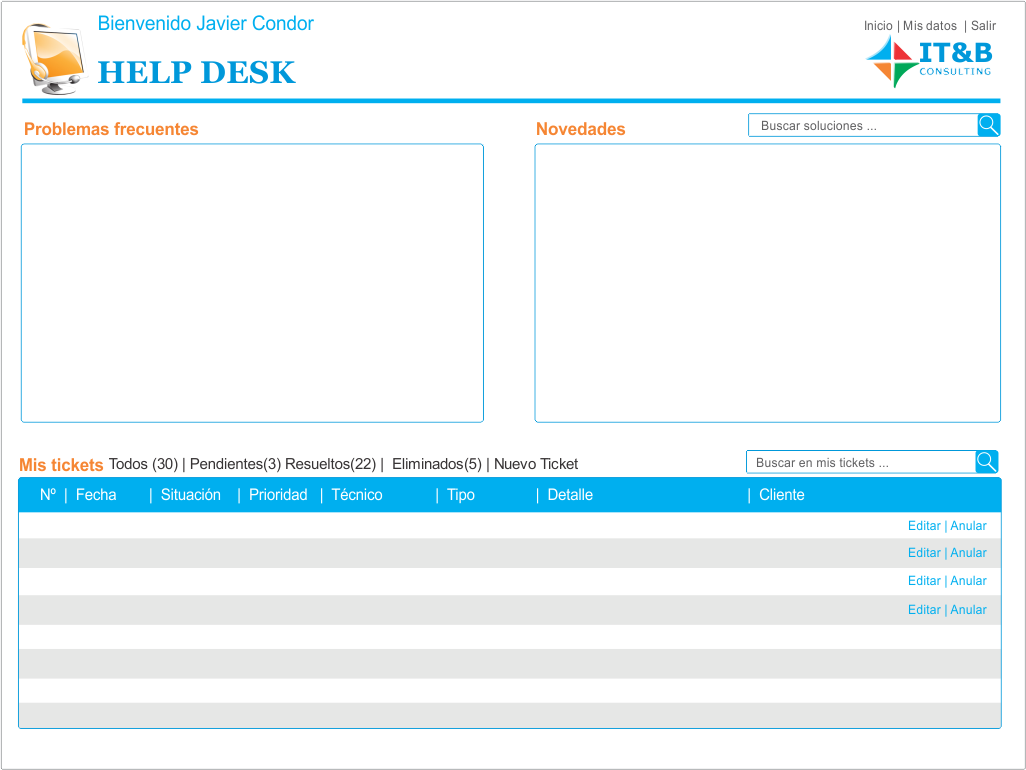 Bienvenido Javier Condor
Inicio | Mis datos | Salir
HELP DESK
IT&B
CONSULTING
Problemas frecuentes
Novedades
Buscar soluciones ...
Mis tickets Todos (30) | Pendientes(3) Resueltos(22) | Eliminados(5) | Nuevo Ticket
Buscar en mis tickets ...
Nº | Fecha | Situación | Prioridad | Técnico | Tipo | Detalle | Cliente
Editar | Anular
Editar | Anular
Editar | Anular
Editar | Anular